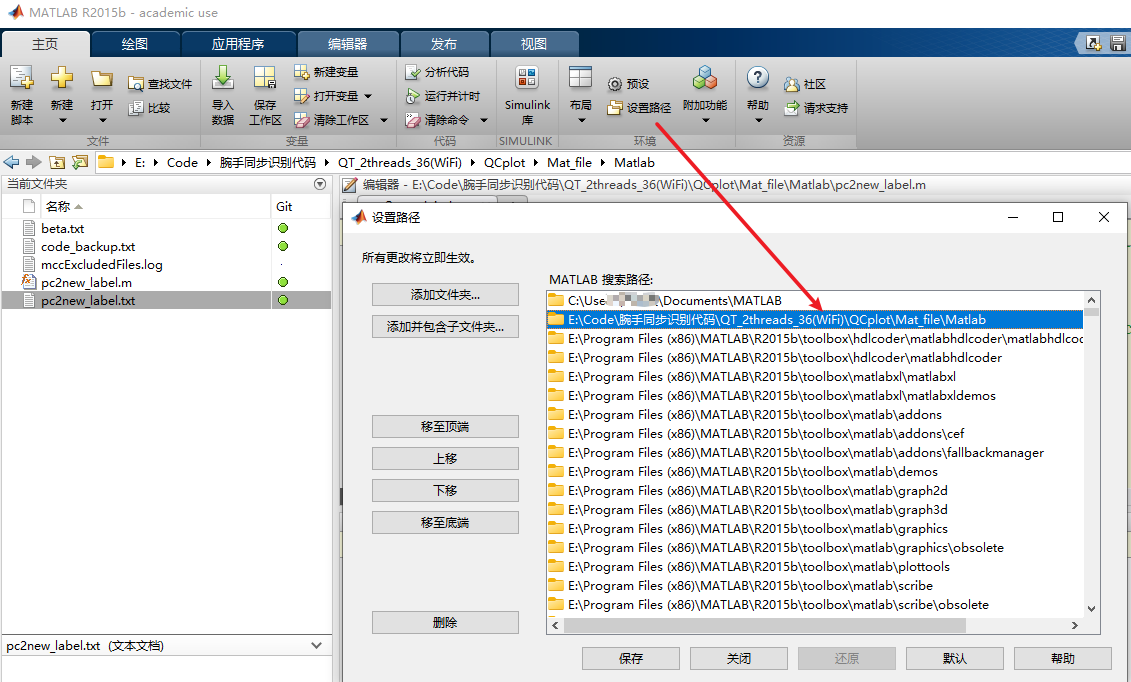 MATLAB R2015b - academic use
主页 绘图 应用程序 编辑器 发布 视图
新建脚本 新建 打开 查找文件 比较 导入数据 保存工作区 新建变量 打开变量 清除工作区 分析代码 运行并计时 清除命令 Simulink 库 布局 预设 设置路径 附加功能 帮助 社区 请求支持
文件 变量 代码 SIMULINK 环境 资源
E: Code 腕手同步识别代码 QT_2threads_36(WiFi) QCplot Mat_file Matlab
当前文件夹
名称 Git
beta.txt
code_backup.txt
mccExcludedFiles.log
pc2new_label.m
pc2new_label.txt
pc2new_label.txt (文本文档)
编辑器 - E:\Code\腕手同步识别代码\QT_2threads_36(WiFi)\QCplot\Mat_file\Matlab\pc2new_label.m
设置路径
所有更改将立即生效。
添加文件夹...
添加并包含子文件夹...
移至顶端
上移
下移
移至底端
删除
MATLAB 搜索路径:
C:\Use \Documents\MATLAB
E:\Code\腕手同步识别代码\QT_2threads_36(WiFi)\QCplot\Mat_file\Matlab
E:\Program Files (x86)\MATLAB\R2015b\toolbox\hdlcoder\matlabhdlcoder\matlabhdlcoc
E:\Program Files (x86)\MATLAB\R2015b\toolbox\hdlcoder\matlabhdlcoder
E:\Program Files (x86)\MATLAB\R2015b\toolbox\matlabxl\matlabxl
E:\Program Files (x86)\MATLAB\R2015b\toolbox\matlabxl\matlabxldemos
E:\Program Files (x86)\MATLAB\R2015b\toolbox\matlab\addons
E:\Program Files (x86)\MATLAB\R2015b\toolbox\matlab\addons\cef
E:\Program Files (x86)\MATLAB\R2015b\toolbox\matlab\addons\fallbackmanager
E:\Program Files (x86)\MATLAB\R2015b\toolbox\matlab\demos
E:\Program Files (x86)\MATLAB\R2015b\toolbox\matlab\graph2d
E:\Program Files (x86)\MATLAB\R2015b\toolbox\matlab\graph3d
E:\Program Files (x86)\MATLAB\R2015b\toolbox\matlab\graphics
E:\Program Files (x86)\MATLAB\R2015b\toolbox\matlab\graphics\obsolete
E:\Program Files (x86)\MATLAB\R2015b\toolbox\matlab\plottools
E:\Program Files (x86)\MATLAB\R2015b\toolbox\matlab\scribe
E:\Program Files (x86)\MATLAB\R2015b\toolbox\matlab\scribe\obsolete
保存 关闭 还原 默认 帮助